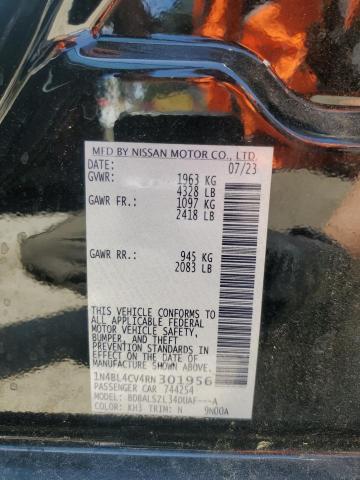 MFD BY NISSAN MOTOR CO., LTD.
DATE: 07/23
GVWR: 1963 KG
4328 LB
GAWR FR.: 1097 KG
2418 LB
GAWR RR.: 945 KG
2083 LB
THIS VEHICLE CONFORMS
TO ALL APPLICABLE FEDERAL
MOTOR VEHICLE SAFETY,
BUMPER, AND THEFT
PREVENTION STANDARDS
IN EFFECT ON THE DATE OF
MANUFACTURE SHOWN ABOVE
1N4BL4CV4RN301956
PASSENGER CAR 744254
MODEL: BDBALSZL34DUAF---A
COLOR: KH3 TRIM: N 9N00A